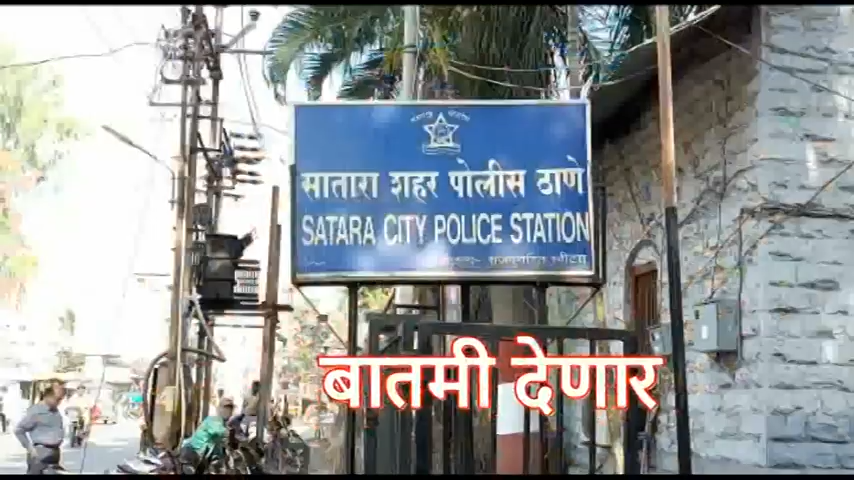 सातारा शहर पोलीस ठाणे
SATARA CITY POLICE STATION
बातमी देणार